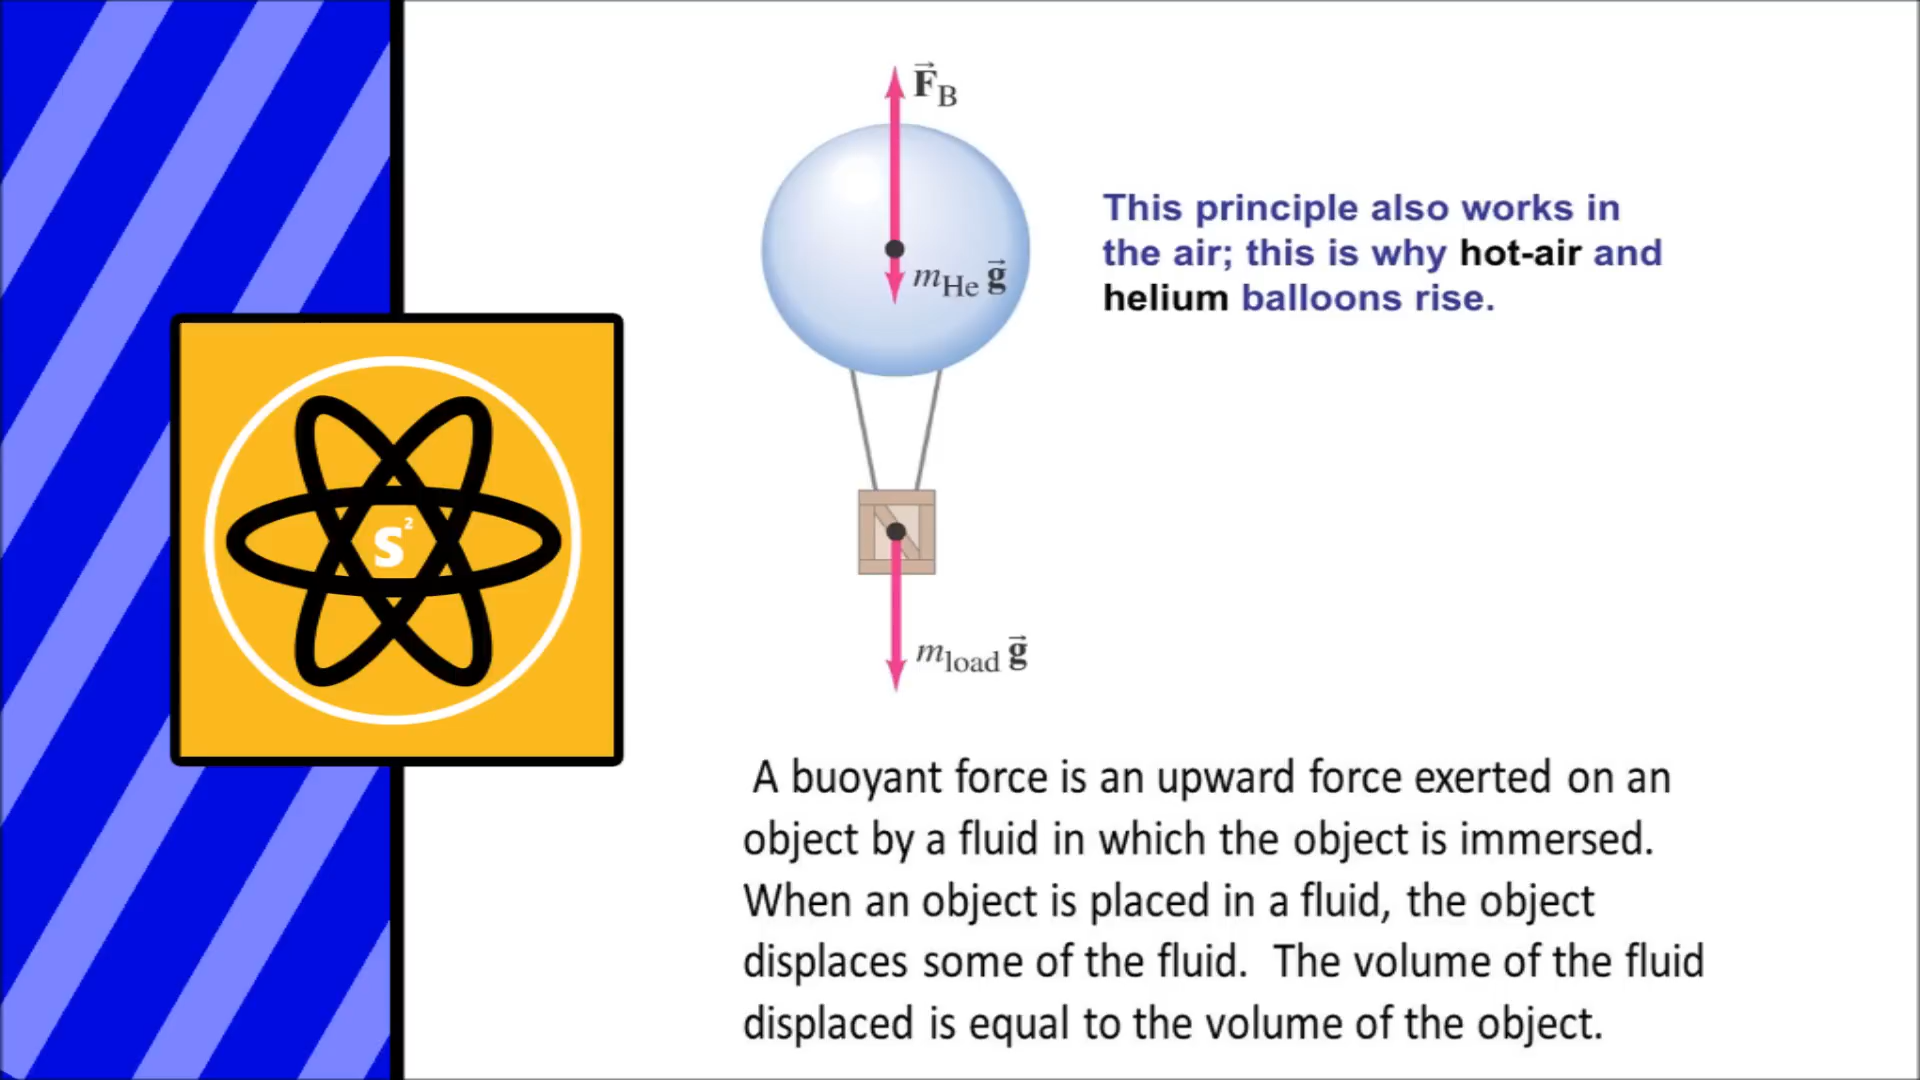 F⃗B
This principle also works in
the air; this is why hot-air and
helium balloons rise.
mHe g⃗
S²
mload g⃗
A buoyant force is an upward force exerted on an
object by a fluid in which the object is immersed.
When an object is placed in a fluid, the object
displaces some of the fluid.  The volume of the fluid
displaced is equal to the volume of the object.